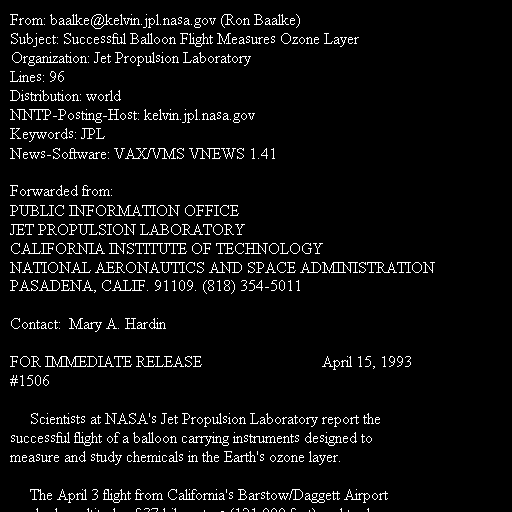 From: baalke@kelvin.jpl.nasa.gov (Ron Baalke)
Subject: Successful Balloon Flight Measures Ozone Layer
Organization: Jet Propulsion Laboratory
Lines: 96
Distribution: world
NNTP-Posting-Host: kelvin.jpl.nasa.gov
Keywords: JPL
News-Software: VAX/VMS VNEWS 1.41

Forwarded from:
PUBLIC INFORMATION OFFICE
JET PROPULSION LABORATORY
CALIFORNIA INSTITUTE OF TECHNOLOGY
NATIONAL AERONAUTICS AND SPACE ADMINISTRATION
PASADENA, CALIF. 91109. (818) 354-5011

Contact:  Mary A. Hardin

FOR IMMEDIATE RELEASE                              April 15, 1993
#1506

     Scientists at NASA's Jet Propulsion Laboratory report the
successful flight of a balloon carrying instruments designed to
measure and study chemicals in the Earth's ozone layer.

     The April 3 flight from California's Barstow/Daggett Airport